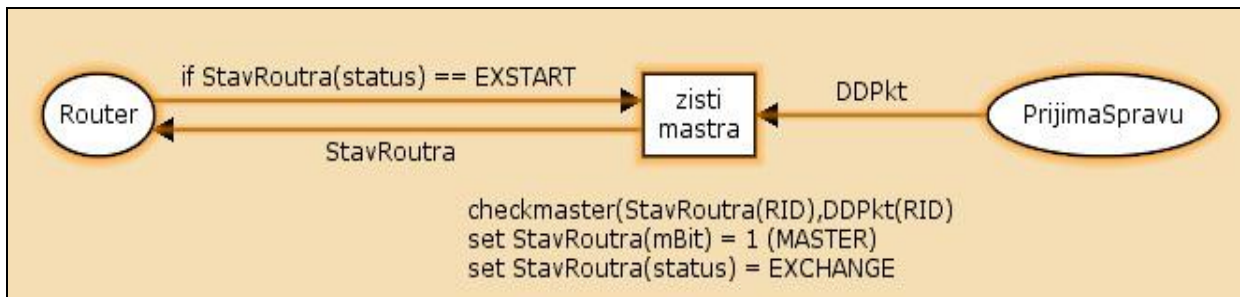 if StavRoutra(status) == EXSTART
Router
zisti
mastra
DDPkt
PrijimaSpravu
StavRoutra
checkmaster(StavRoutra(RID),DDPkt(RID)
set StavRoutra(mBit) = 1 (MASTER)
set StavRoutra(status) = EXCHANGE